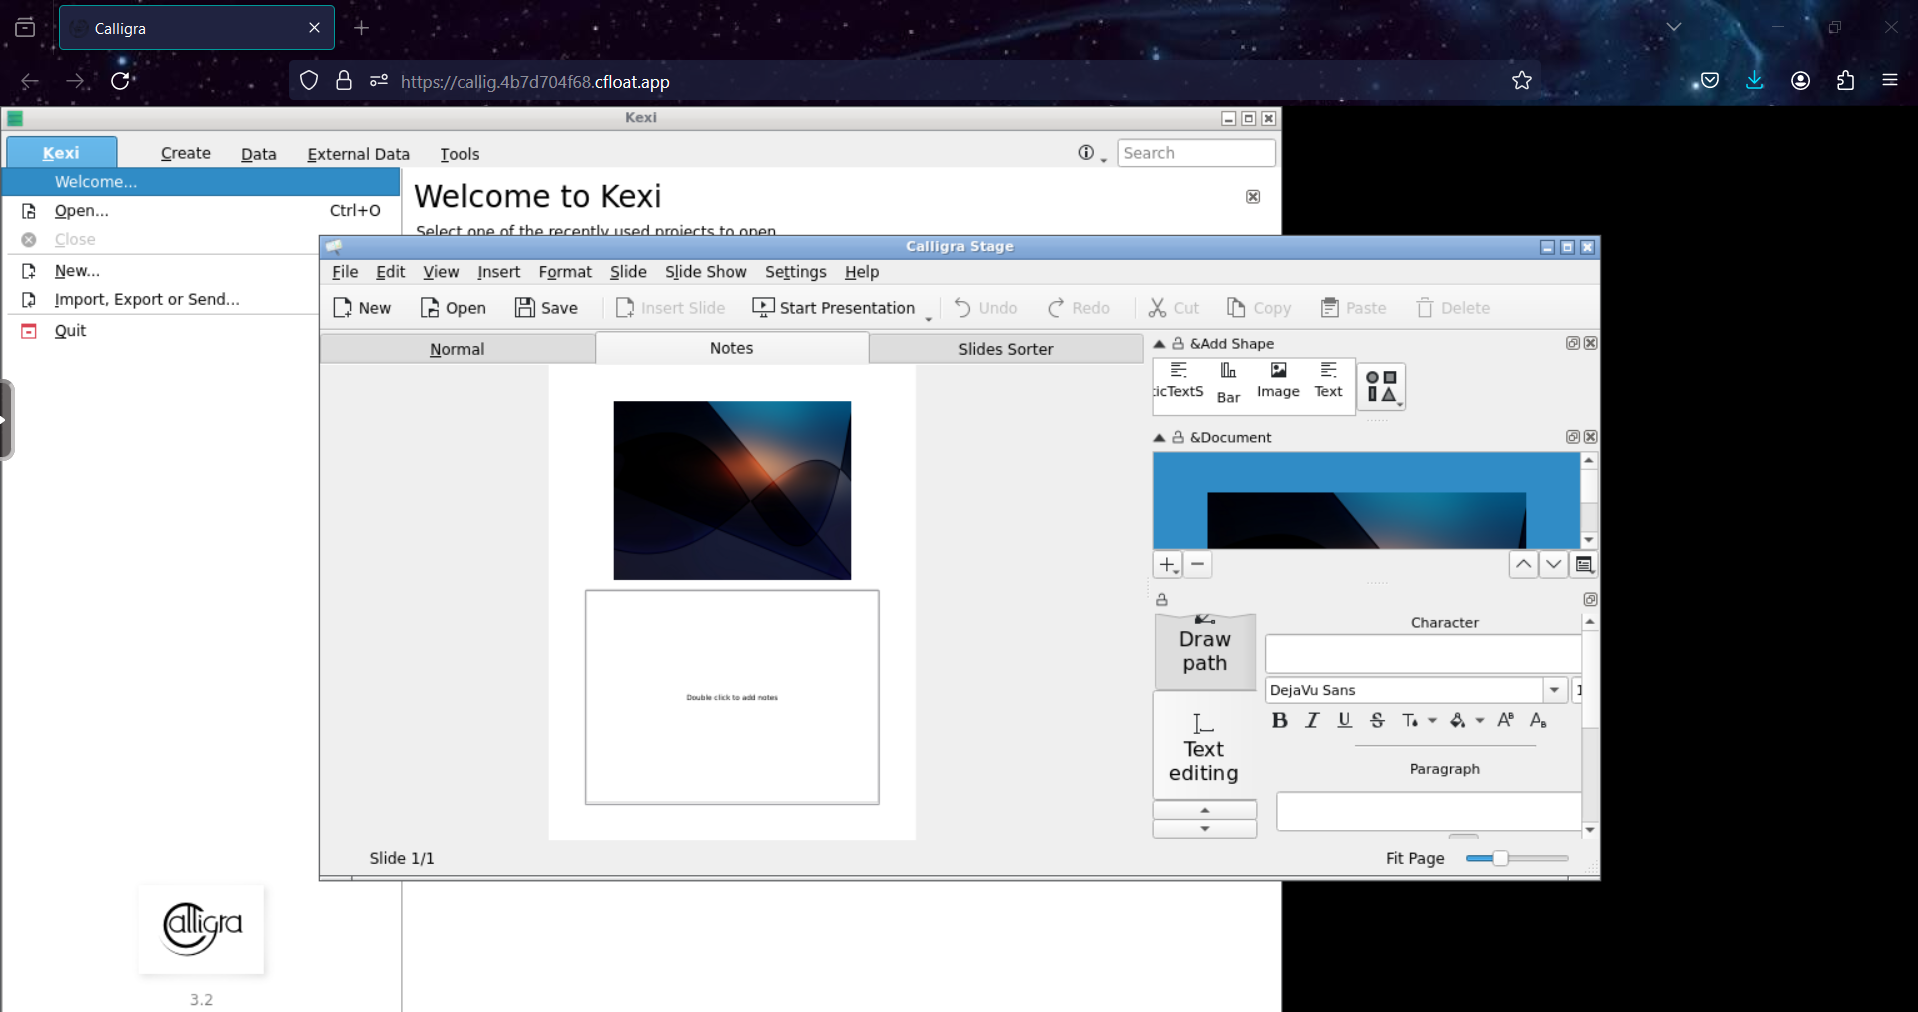 Calligra
https://callig.4b7d704f68.cfloat.app
Kexi
Kexi Create Data External Data Tools Search
Welcome...
Open... Ctrl+O
Close
New...
Import, Export or Send...
Quit
Welcome to Kexi
Select one of the recently used projects to open
Calligra Stage
File Edit View Insert Format Slide Slide Show Settings Help
New Open Save Insert Slide Start Presentation Undo Redo Cut Copy Paste Delete
Normal Notes Slides Sorter
Double click to add notes
&Add Shape
icTextS Bar Image Text
&Document
Draw
path
Text
editing
Character
DejaVu Sans
B I U S
Paragraph
Slide 1/1
Fit Page
Calligra
3.2